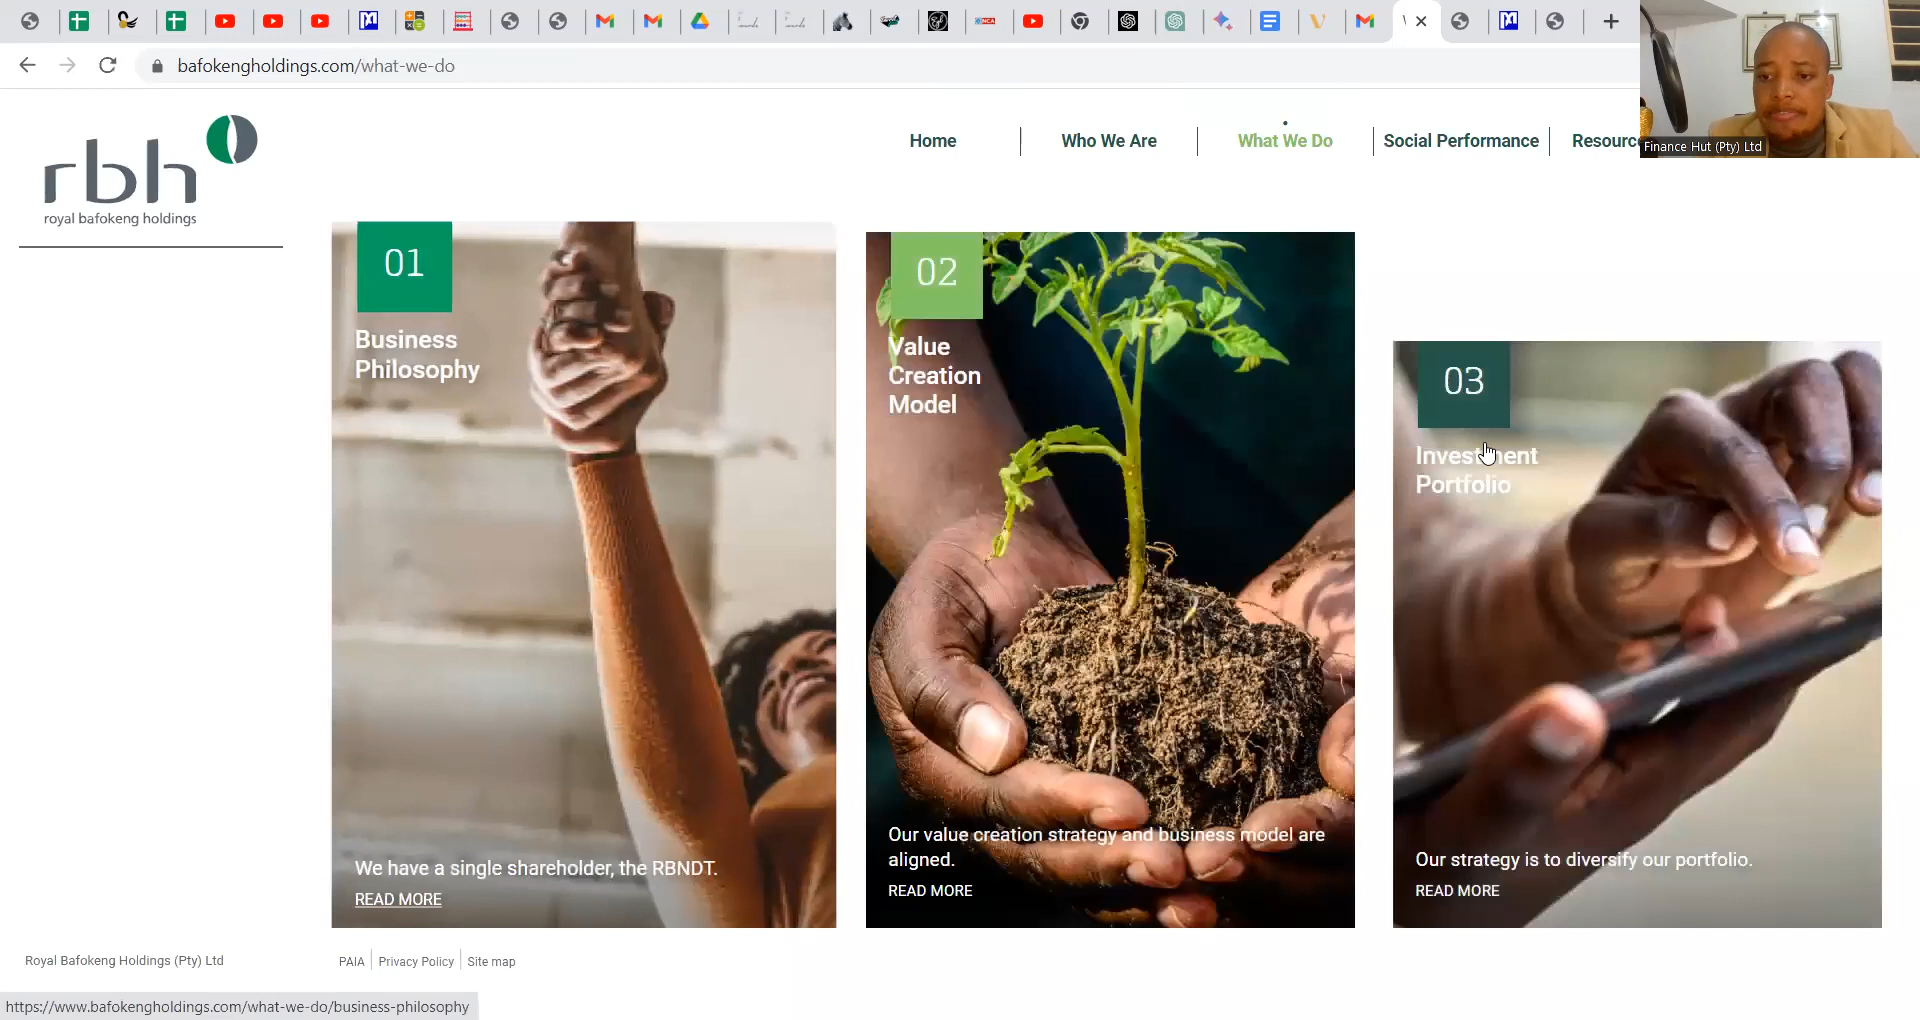 bafokengholdings.com/what-we-do
rbh
royal bafokeng holdings
Home
Who We Are
What We Do
Social Performance
Finance Hut (Pty) Ltd
01
Business
Philosophy
We have a single shareholder, the RBNDT.
READ MORE
02
Value
Creation
Model
Our value creation strategy and business model are
aligned.
READ MORE
03
Investment
Portfolio
Our strategy is to diversify our portfolio.
READ MORE
Royal Bafokeng Holdings (Pty) Ltd
PAIA
Privacy Policy
Site map
https://www.bafokengholdings.com/what-we-do/business-philosophy